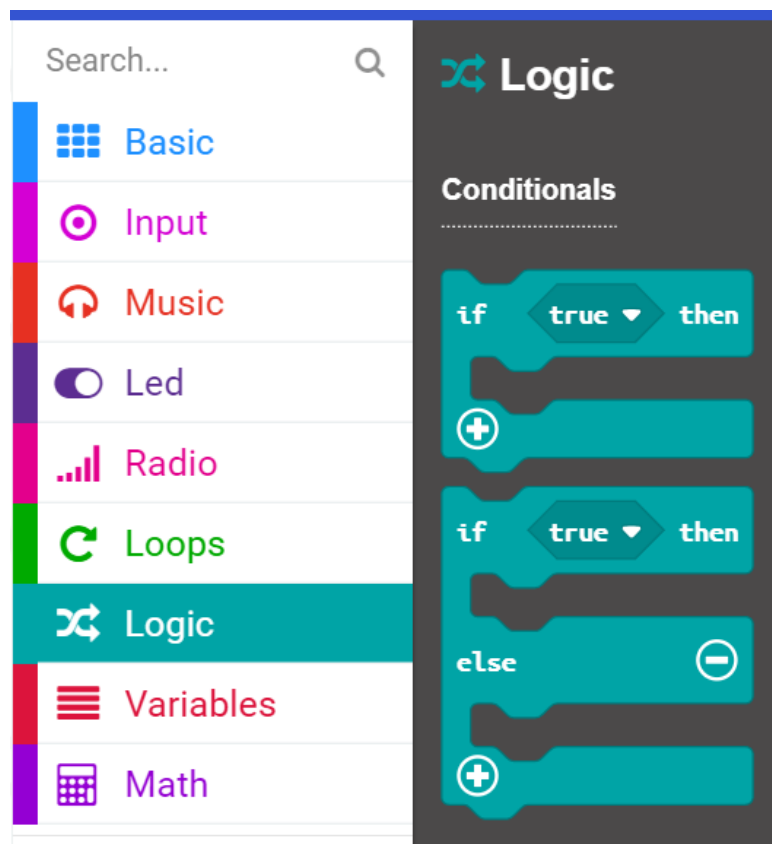 Search...
Basic
Input
Music
Led
Radio
Loops
Logic
Variables
Math
Logic
Conditionals
if true then
if true then
else